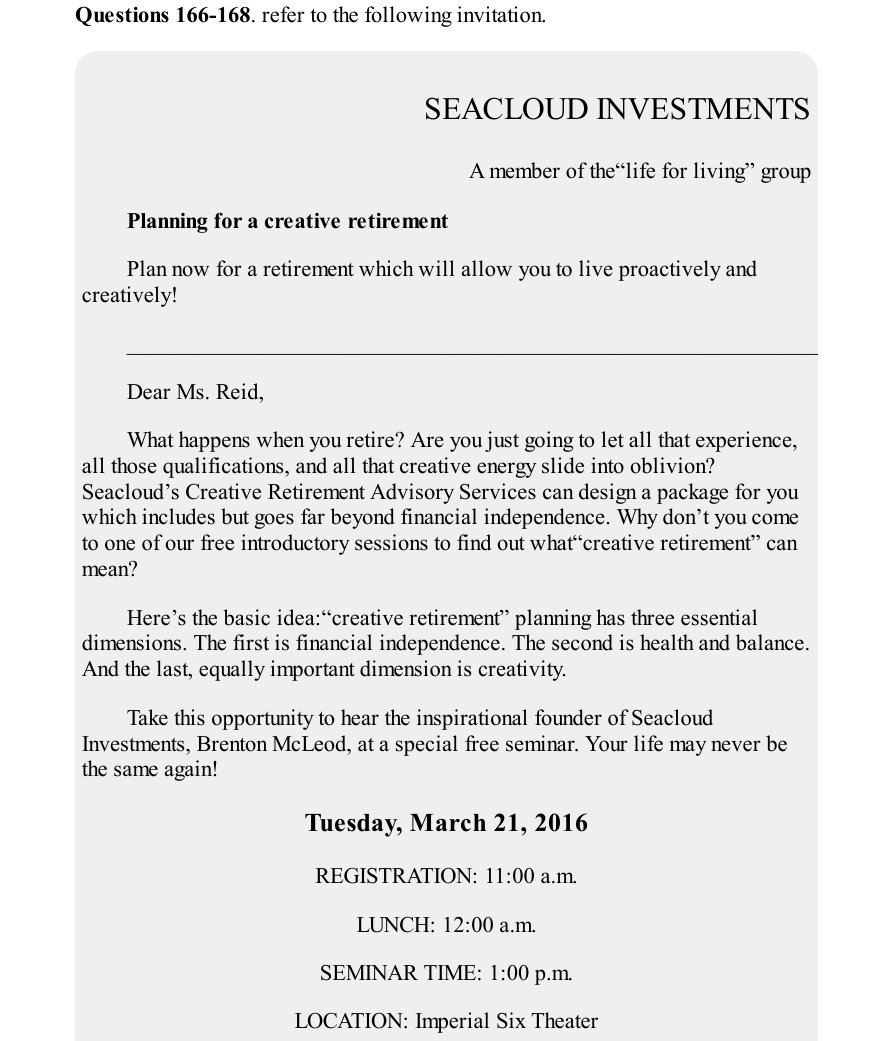 Questions 166-168. refer to the following invitation.
SEACLOUD INVESTMENTS
A member of the“life for living” group
Planning for a creative retirement
Plan now for a retirement which will allow you to live proactively and
creatively!
Dear Ms. Reid,
What happens when you retire? Are you just going to let all that experience,
all those qualifications, and all that creative energy slide into oblivion?
Seacloud’s Creative Retirement Advisory Services can design a package for you
which includes but goes far beyond financial independence. Why don’t you come
to one of our free introductory sessions to find out what“creative retirement” can
mean?
Here’s the basic idea:“creative retirement” planning has three essential
dimensions. The first is financial independence. The second is health and balance.
And the last, equally important dimension is creativity.
Take this opportunity to hear the inspirational founder of Seacloud
Investments, Brenton McLeod, at a special free seminar. Your life may never be
the same again!
Tuesday, March 21, 2016
REGISTRATION: 11:00 a.m.
LUNCH: 12:00 a.m.
SEMINAR TIME: 1:00 p.m.
LOCATION: Imperial Six Theater